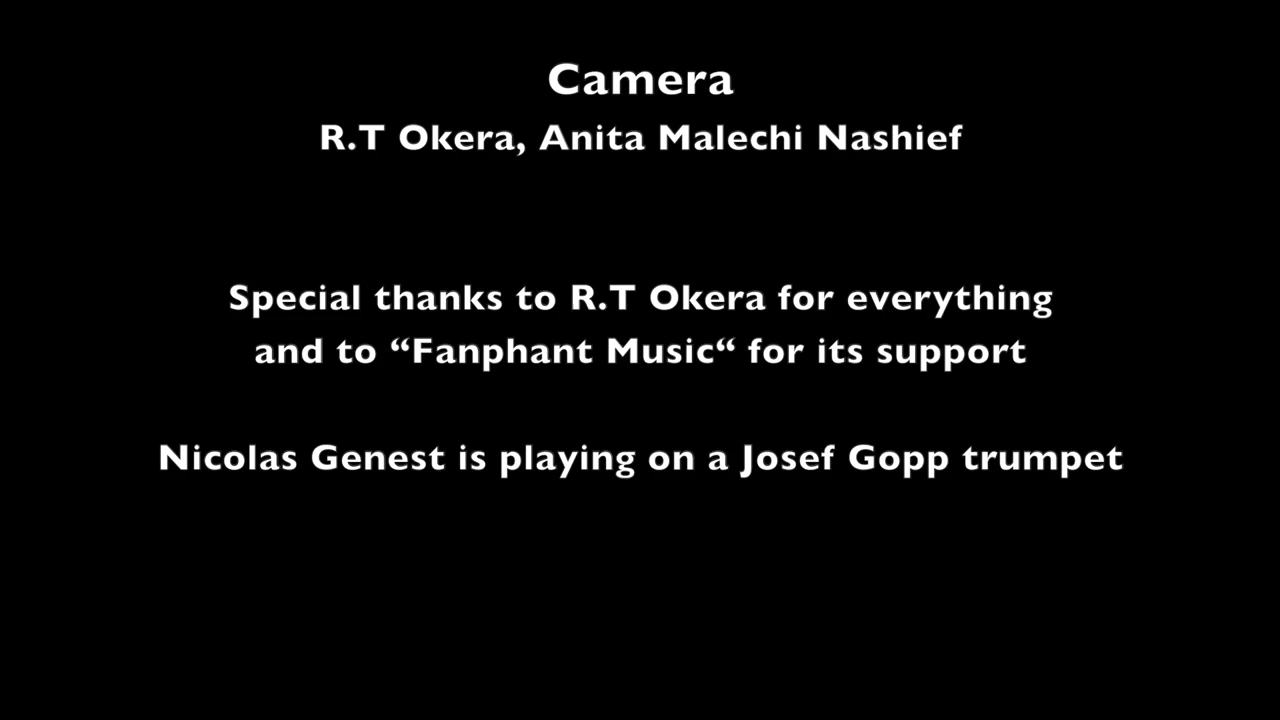 Camera
R.T Okera, Anita Malechi Nashief
Special thanks to R.T Okera for everything
and to “Fanphant Music“ for its support
Nicolas Genest is playing on a Josef Gopp trumpet